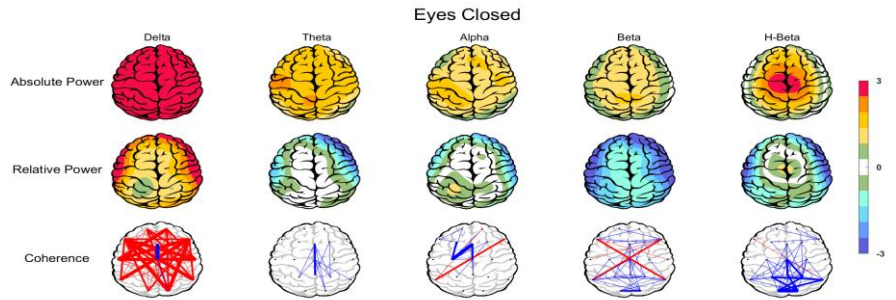 Eyes Closed
Delta Theta Alpha Beta H-Beta
Absolute Power
3
Relative Power
0
Coherence
-3